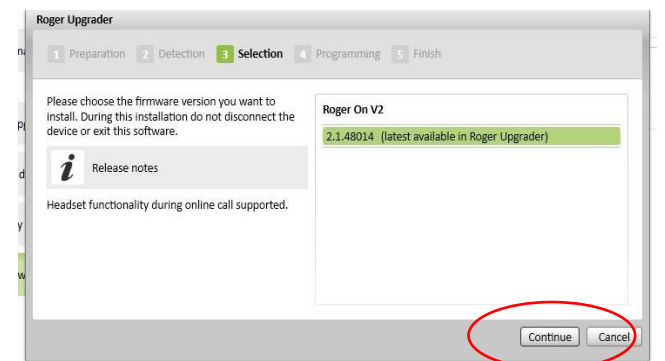 Roger Upgrader
1 Preparation 2 Detection 3 Selection 4 Programming 5 Finish
Please choose the firmware version you want to
install. During this installation do not disconnect the
device or exit this software.
i Release notes
Headset functionality during online call supported.
Roger On V2
2.1.48014 (latest available in Roger Upgrader)
Continue Cancel